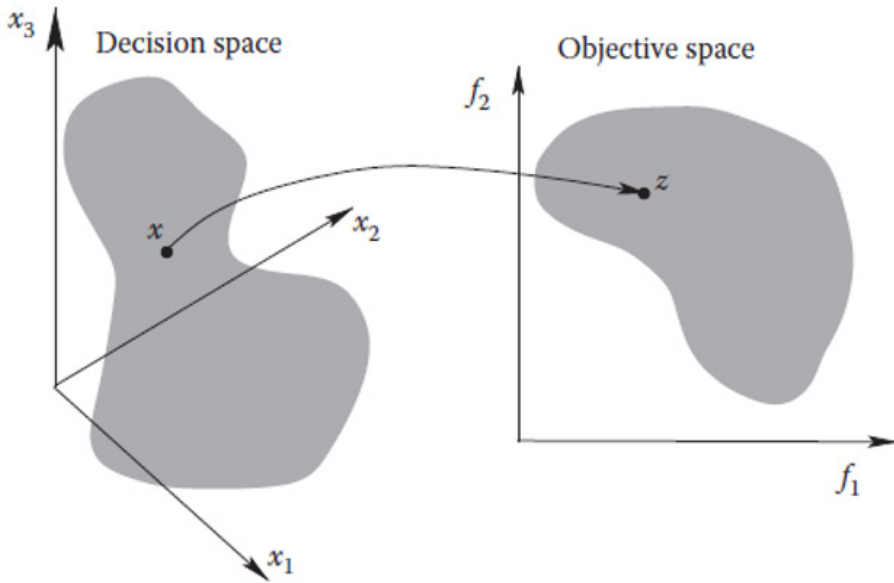 x₃
Decision space
x
x₂
x₁
Objective space
f₂
z
f₁